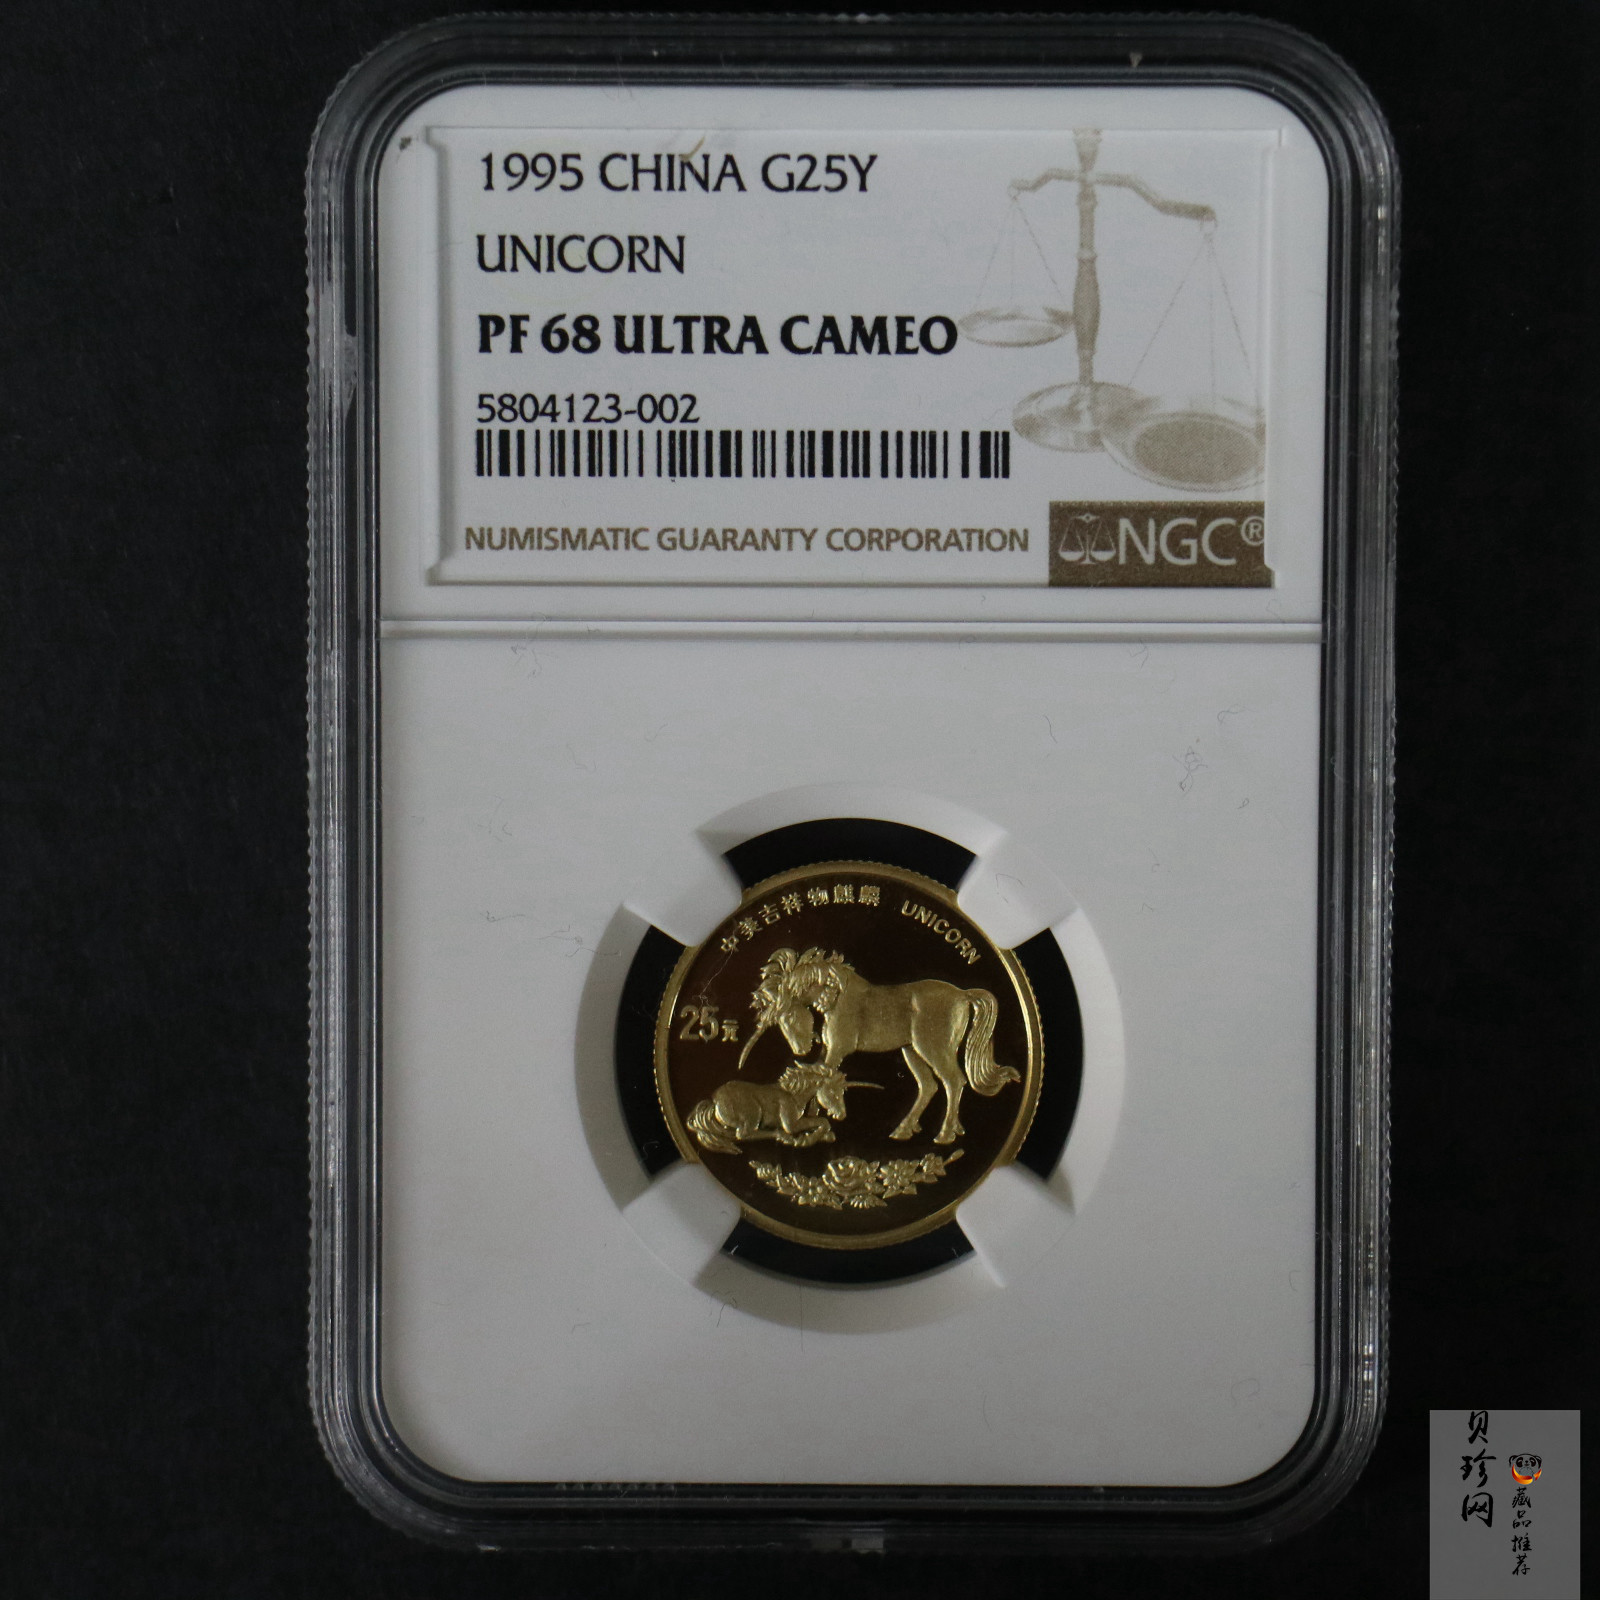 1995 CHINA G25Y
UNICORN
PF 68 ULTRA CAMEO
5804123-002
NUMISMATIC GUARANTY CORPORATION
NGC®
中美吉祥物麒麟 UNICORN
25元
贝珍网
藏品推荐